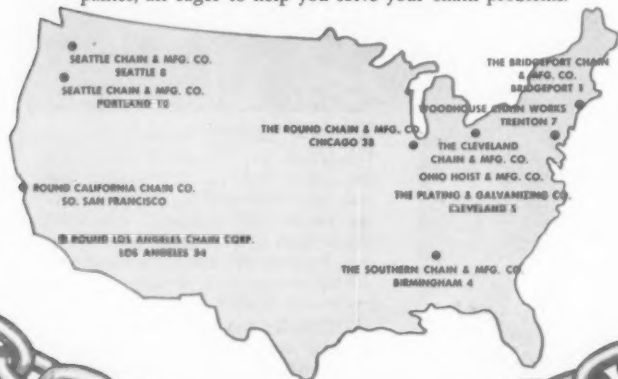 panies, all eager to help you solve your chain problems.
SEATTLE CHAIN & MFG. CO.
SEATTLE 8
SEATTLE CHAIN & MFG. CO.
PORTLAND 10
THE BRIDGEPORT CHAIN
& MFG. CO.
BRIDGEPORT 1
WOODHOUSE CHAIN WORKS
TRENTON 7
THE ROUND CHAIN & MFG. CO.
CHICAGO 38
THE CLEVELAND
CHAIN & MFG. CO.
OHIO HOIST & MFG. CO.
THE PLATING & GALVANIZING CO.
CLEVELAND 5
ROUND CALIFORNIA CHAIN CO.
SO. SAN FRANCISCO
ROUND LOS ANGELES CHAIN CORP.
LOS ANGELES 54
THE SOUTHERN CHAIN & MFG. CO
BIRMINGHAM 4